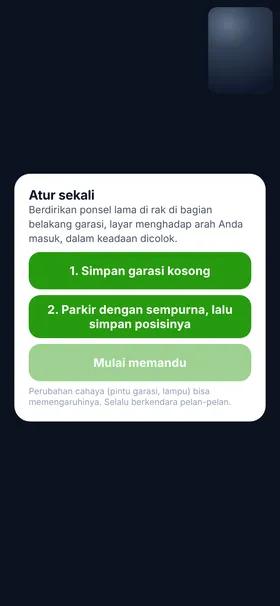 Atur sekali
Berdirikan ponsel lama di rak di bagian
belakang garasi, layar menghadap arah Anda
masuk, dalam keadaan dicolok.
1. Simpan garasi kosong
2. Parkir dengan sempurna, lalu
simpan posisinya
Mulai memandu
Perubahan cahaya (pintu garasi, lampu) bisa
memengaruhinya. Selalu berkendara pelan-pelan.